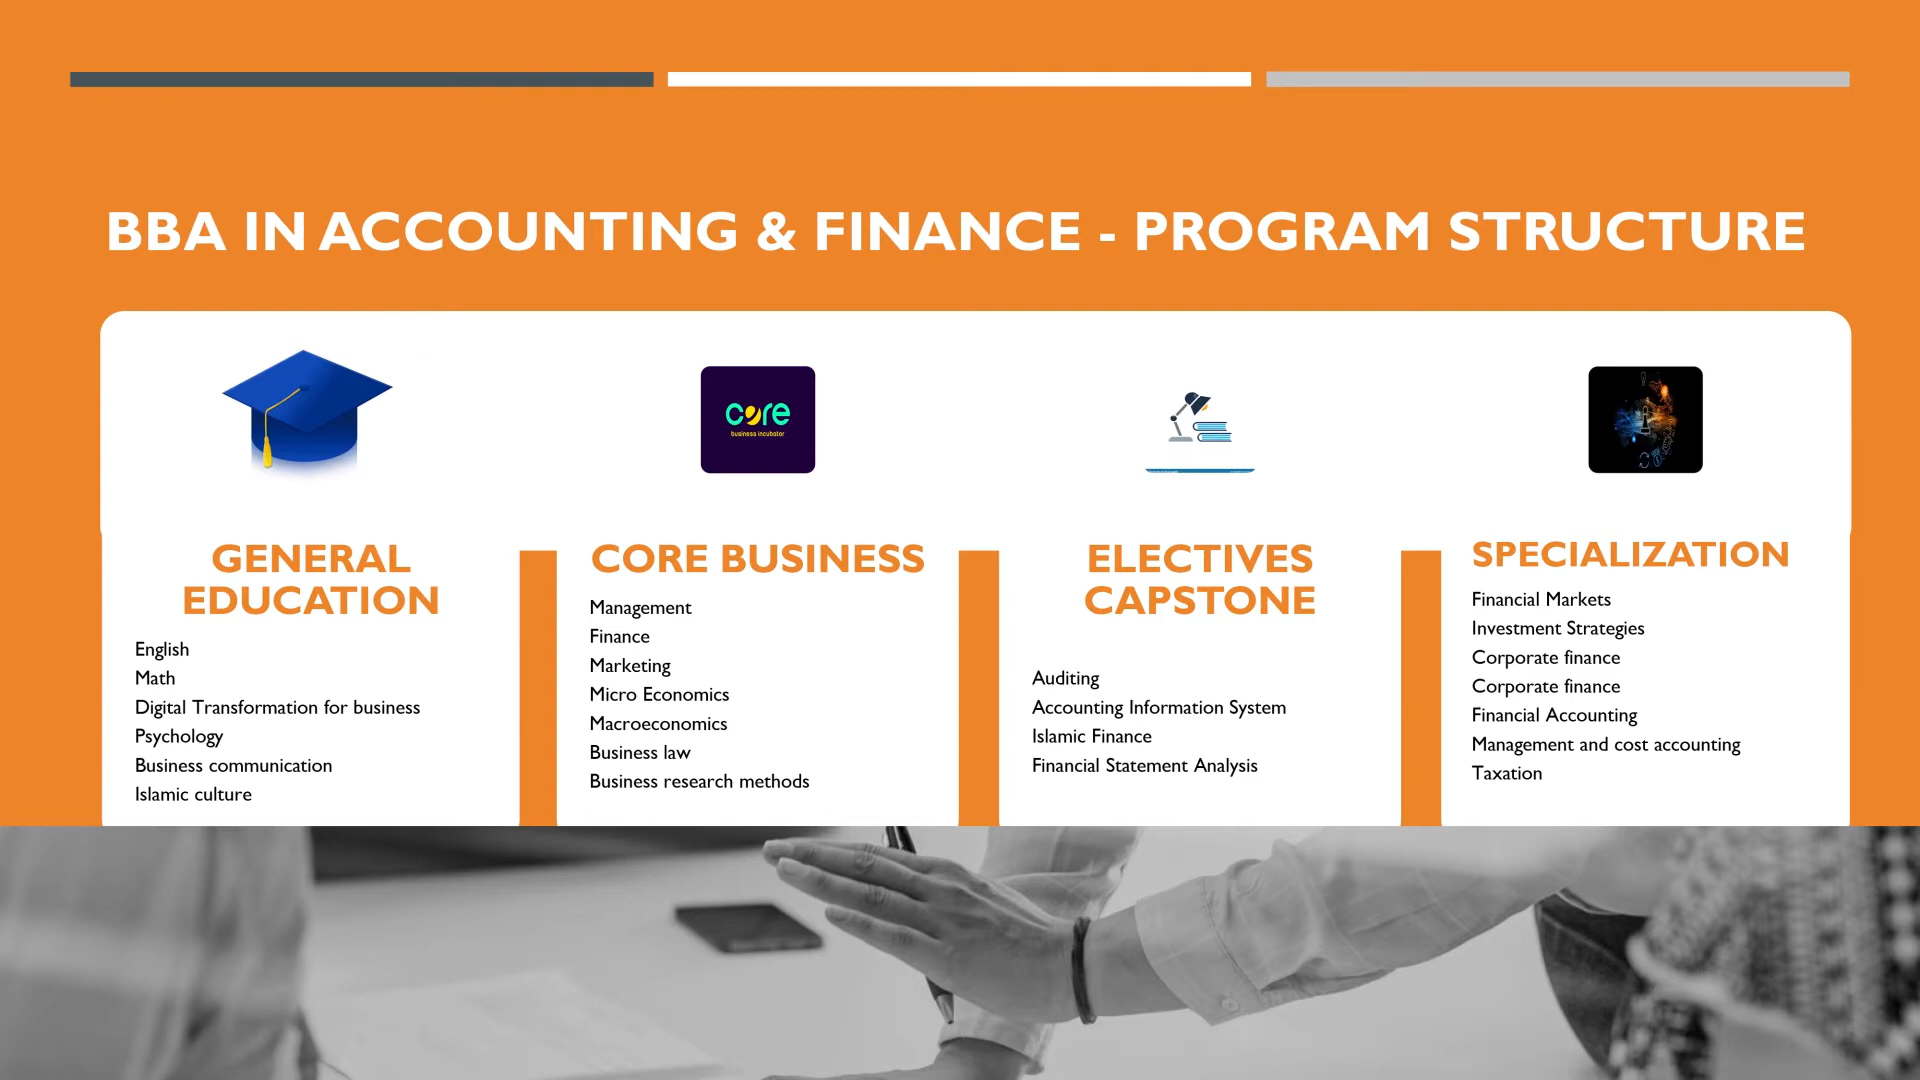 BBA IN ACCOUNTING & FINANCE - PROGRAM STRUCTURE
core
business incubator
GENERAL
EDUCATION
English
Math
Digital Transformation for business
Psychology
Business communication
Islamic culture
CORE BUSINESS
Management
Finance
Marketing
Micro Economics
Macroeconomics
Business law
Business research methods
ELECTIVES
CAPSTONE
Auditing
Accounting Information System
Islamic Finance
Financial Statement Analysis
SPECIALIZATION
Financial Markets
Investment Strategies
Corporate finance
Corporate finance
Financial Accounting
Management and cost accounting
Taxation